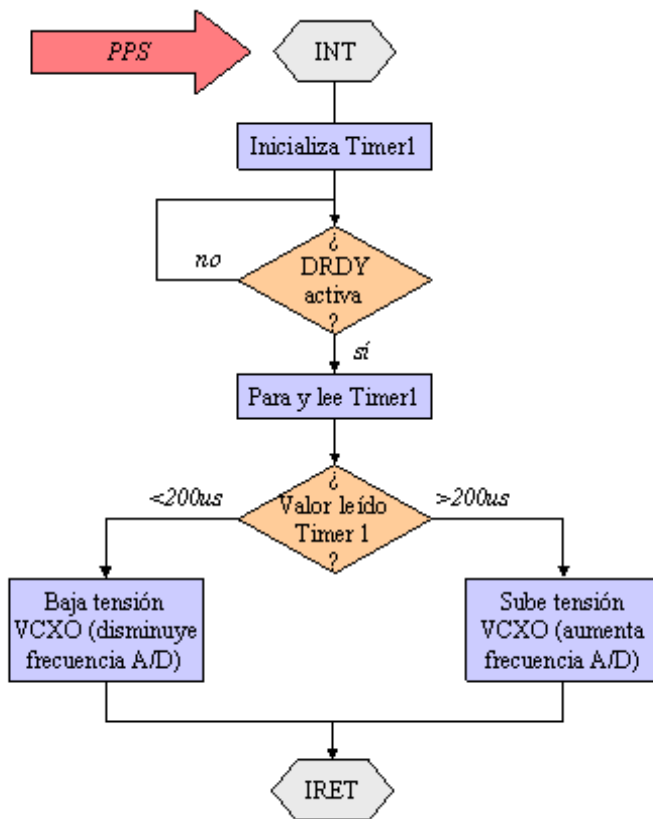 PPS
INT
Inicializa Timer1
¿
DRDY
activa
?
no
sí
Para y lee Timer1
¿
Valor leído
Timer 1
?
<200us
>200us
Baja tensión
VCXO (disminuye
frecuencia A/D)
Sube tensión
VCXO (aumenta
frecuencia A/D)
IRET